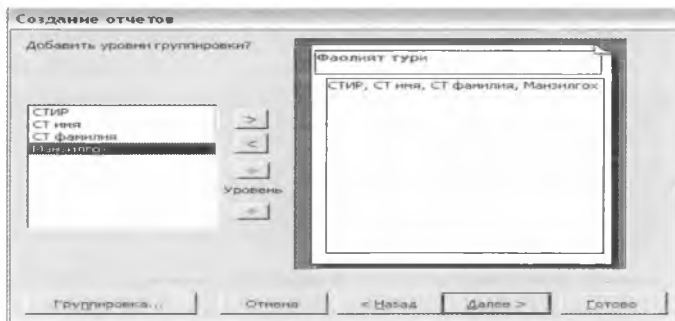 Создание отчетов
Добавить уровни группировки?
Фаолият тури
СТИР, СТ имя, СТ фамилия, Манзилгох
СТИР
СТ имя
СТ фамилия
Манзилгох
>
<
Уровень
Группировка...
Отмена
< Назад
Далее >
Готово